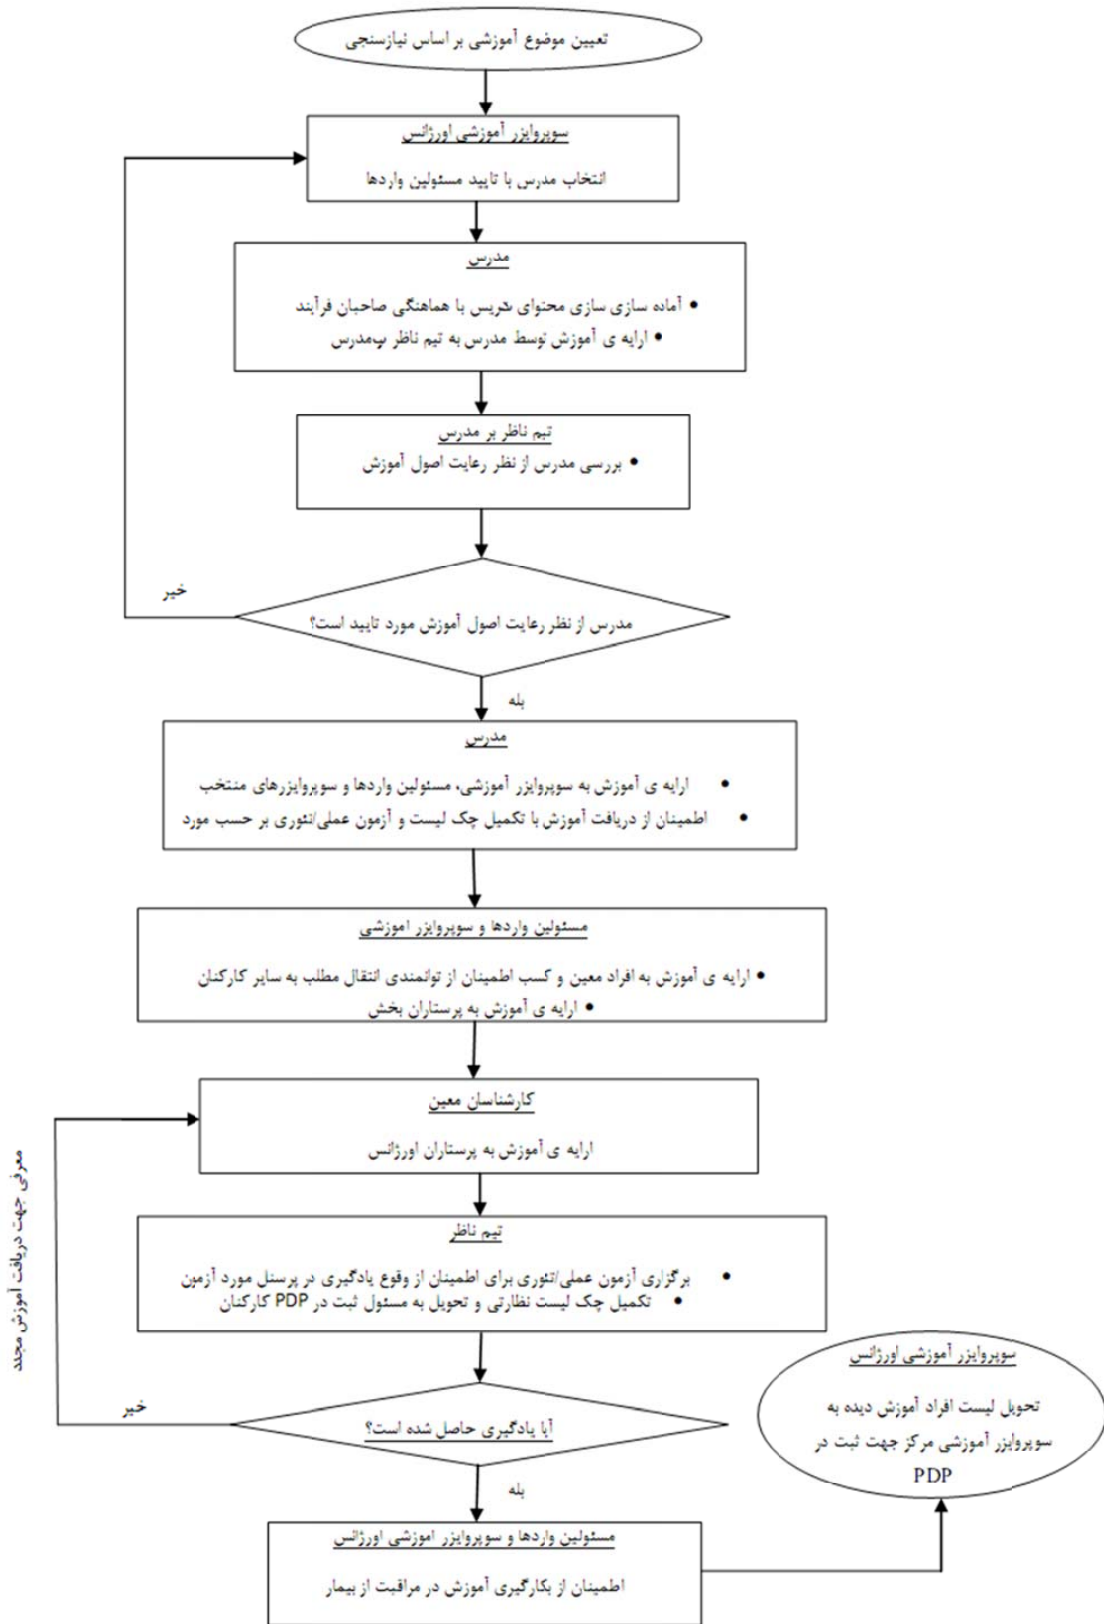 تعیین موضوع آموزشی بر اساس نیازسنجی
سوپروایزر آموزشی اورژانس
انتخاب مدرس با تایید مسئولین واردها
مدرس
• آماده سازی سازی محتوای تدریس با هماهنگی صاحبان فرآیند
• ارایه ی آموزش توسط مدرس به تیم ناظر برمدرس
تیم ناظر بر مدرس
• بررسی مدرس از نظر رعایت اصول آموزش
مدرس از نظر رعایت اصول آموزش مورد تایید است؟
خیر
بله
مدرس
• ارایه ی آموزش به سوپروایزر آموزشی، مسئولین واردها و سوپروایزرهای منتخب
• اطمینان از دریافت آموزش با تکمیل چک لیست و آزمون عملی/تئوری بر حسب مورد
مسئولین واردها و سوپروایزر اموزشی
• ارایه ی آموزش به افراد معین و کسب اطمینان از توانمندی انتقال مطلب به سایر کارکنان
• ارایه ی آموزش به پرستاران بخش
کارشناسان معین
ارایه ی آموزش به پرستاران اورژانس
معرفی جهت دریافت آموزش مجدد
تیم ناظر
• برگزاری آزمون عملی/تئوری برای اطمینان از وقوع یادگیری در پرسنل مورد آزمون
• تکمیل چک لیست نظارتی و تحویل به مسئول ثبت در PDP کارکنان
آیا یادگیری حاصل شده است؟
خیر
بله
مسئولین واردها و سوپروایزر اموزشی اورژانس
اطمینان از بکارگیری آموزش در مراقبت از بیمار
سوپروایزر آموزشی اورژانس
تحویل لیست افراد آموزش دیده به
سوپروایزر آموزشی مرکز جهت ثبت در
PDP